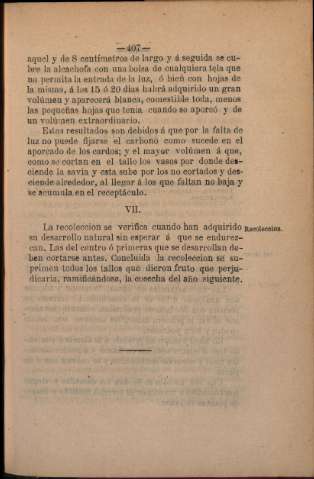 —407—
aquel y de 8 centímetros de largo y á seguida se cu-
bre la alcachofa con una bolsa de cualquiera tela que
no permita la entrada de la luz, ó bien con hojas de
la misma, á los 15 ó 20 dias habrá adquirido un gran
volúmen y aparecerá blanca, comestible toda, menos
las pequeñas hojas que tenia cuando se aporcó y de
un volúmen extraordinario.
Estos resultados son debidos á que por la falta de
luz no puede fijarse el carbono como sucede en el
aporcado de los cardos; y el mayor volúmen á que,
como se cortan en el tallo los vasos por donde des-
ciende la savia y esta sube por los no cortados y des-
ciende alrededor, al llegar á los que faltan no baja y
se acumula en el receptáculo.
VII.
La recoleccion se verifica cuando han adquirido Recoleccion.
su desarrollo natural sin esperar á que se endurez-
can. Las del centro ó primeras que se desarrollan de-
ben cortarse antes. Concluida la recoleccion se su-
primen todos los tallos que dieron fruto que perju-
dicaria, ramificándose, la cosecha del año siguiente.